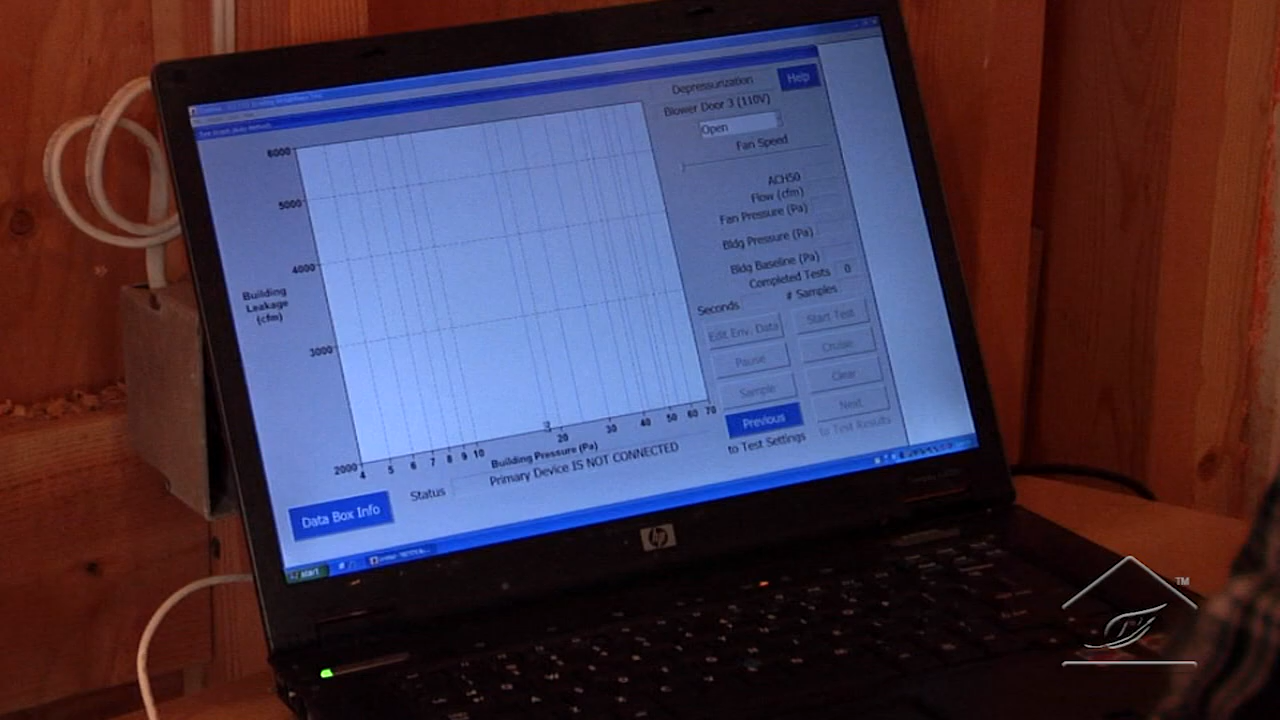 Depressurization
Help
Blower Door 3 (110V)
Open
Fan Speed
6000
5000
4000
3000
2000
Building
Leakage
(cfm)
ACH50
Flow (cfm)
Fan Pressure (Pa)
Bldg Pressure (Pa)
Bldg Baseline (Pa)
Completed Tests 0
Seconds # Samples
Edit Env. Data Start Test
Pause Cruise
Sample Clear
Previous Next
to Test Settings to Test Results
4 5 6 7 8 9 10 20 30 40 50 60 70
Building Pressure (Pa)
Status Primary Device IS NOT CONNECTED
Data Box Info
start
hp
TM